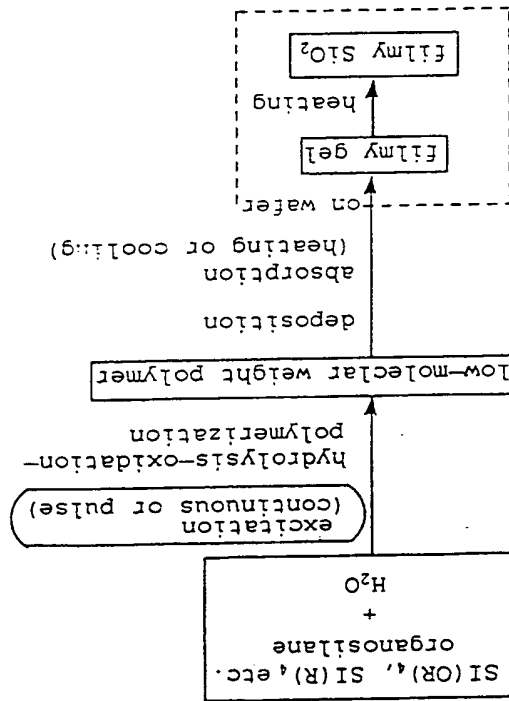 SI(OR)₄, SI(R)₄ etc.
organosilane
+
H₂O
excitation
(continuous or pulse)
hydrolysis-oxidation-
polymerization
low-moleclar weight polymer
deposition
absorption
(heating or cooling)
on wafer
filmy gel
heating
filmy SiO₂